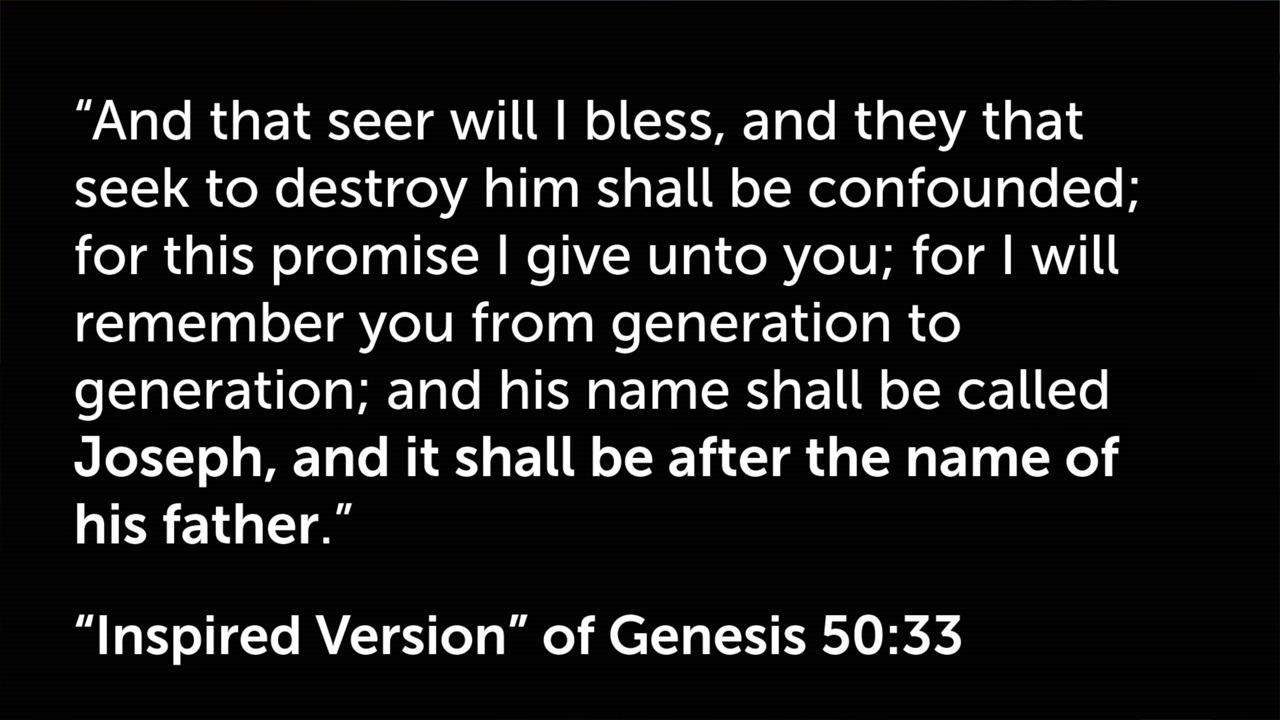 “And that seer will I bless, and they that
seek to destroy him shall be confounded;
for this promise I give unto you; for I will
remember you from generation to
generation; and his name shall be called
Joseph, and it shall be after the name of
his father.”
“Inspired Version” of Genesis 50:33